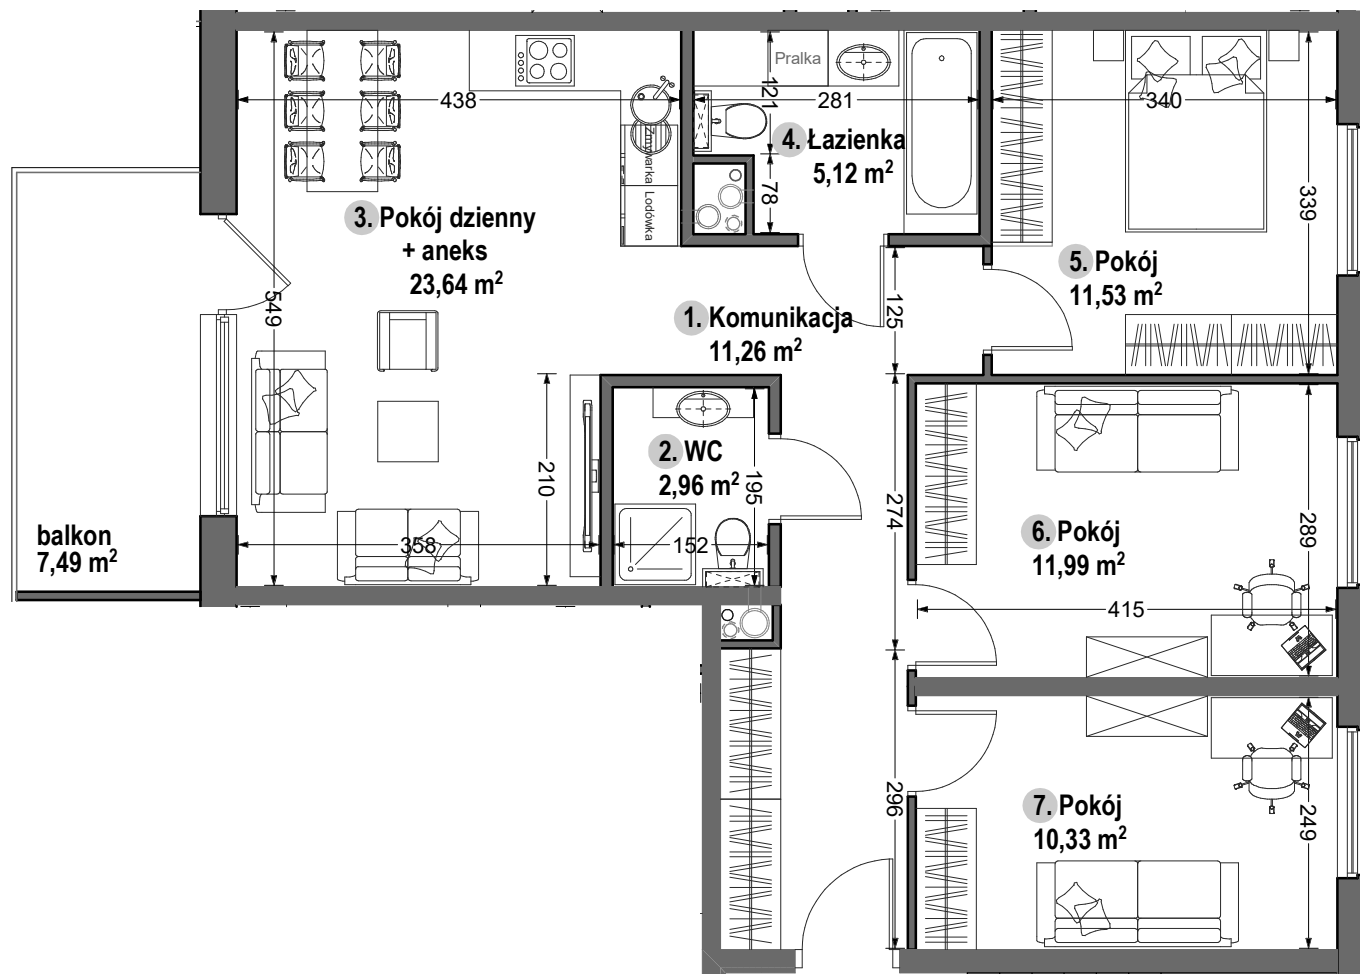 438
Pralka
121
281
340
4. Łazienka
5,12 m²
78
Zmywarka
Lodówka
339
3. Pokój dzienny
+ aneks
23,64 m²
5. Pokój
11,53 m²
549
1. Komunikacja
11,26 m²
125
2. WC
2,96 m²
210
195
274
289
balkon
7,49 m²
358
152
6. Pokój
11,99 m²
415
296
7. Pokój
10,33 m²
249